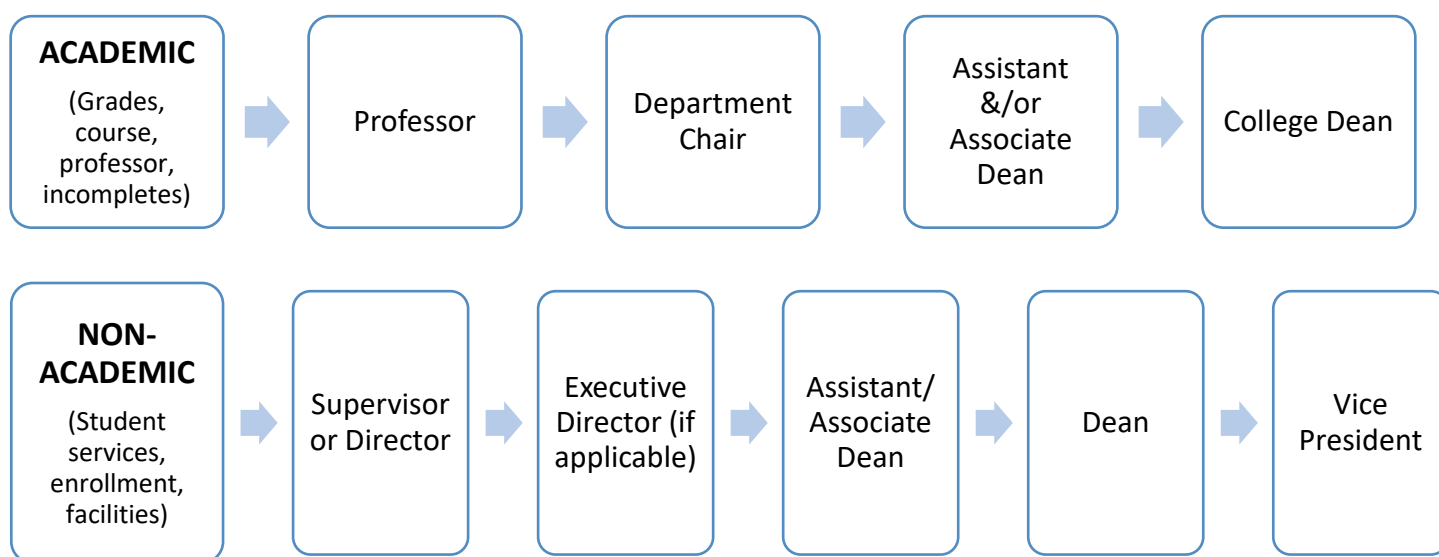 ACADEMIC
(Grades,
course,
professor,
incompletes)
Professor
Department
Chair
Assistant
&/or
Associate
Dean
College Dean
NON-
ACADEMIC
(Student
services,
enrollment,
facilities)
Supervisor
or Director
Executive
Director (if
applicable)
Assistant/
Associate
Dean
Dean
Vice
President